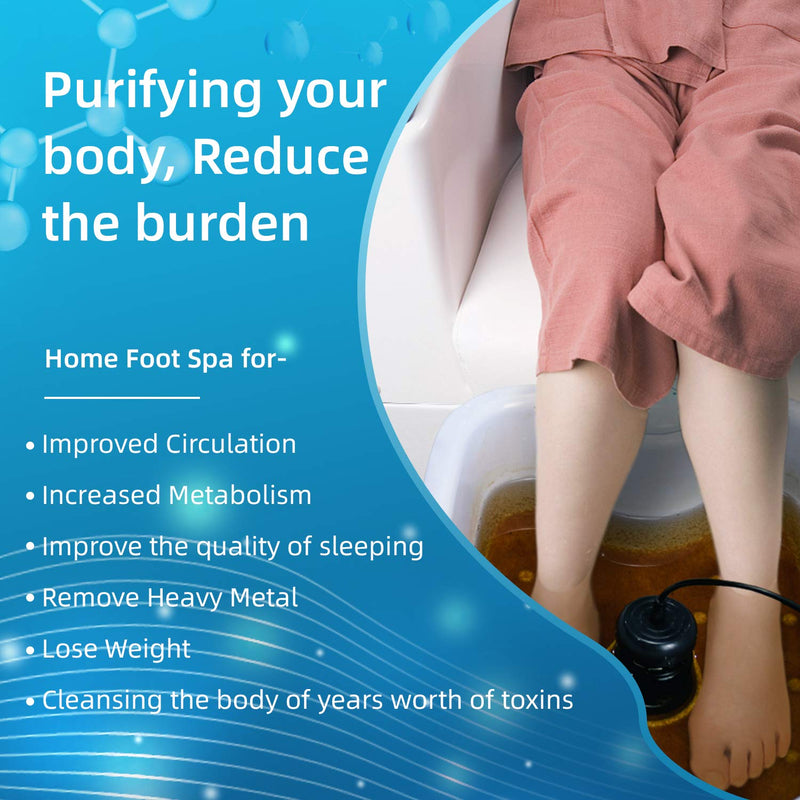 Purifying your
body, Reduce
the burden
Home Foot Spa for-
• Improved Circulation
• Increased Metabolism
• Improve the quality of sleeping
• Remove Heavy Metal
• Lose Weight
• Cleansing the body of years worth of toxins